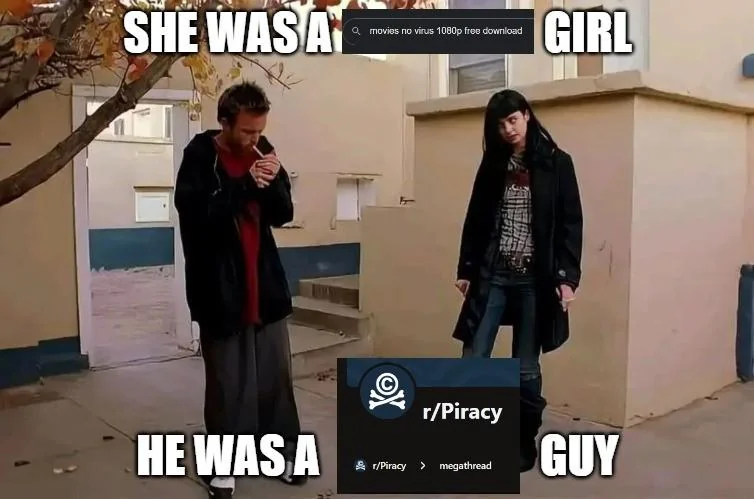 SHE WAS A movies no virus 1080p free download GIRL
r/Piracy
r/Piracy > megathread
HE WAS A GUY